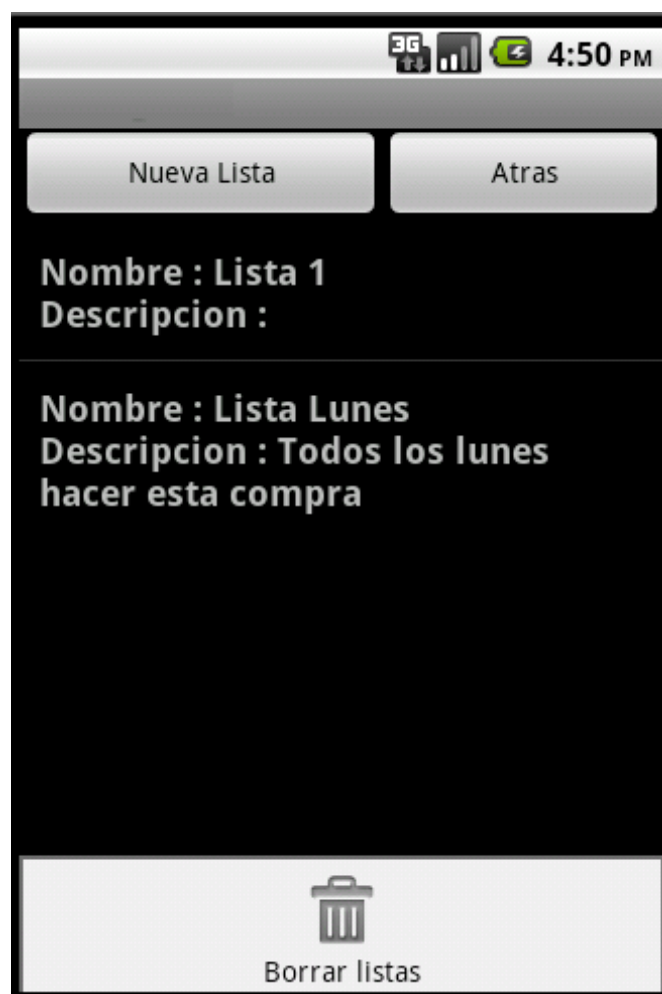 3G 4:50 PM
Nueva Lista Atras
Nombre : Lista 1
Descripcion :
Nombre : Lista Lunes
Descripcion : Todos los lunes
hacer esta compra
Borrar listas